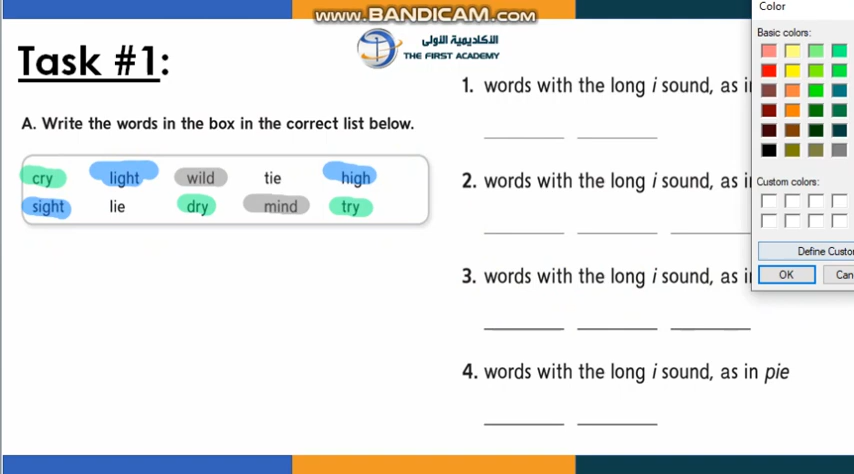 www.BANDICAM.com
الأكاديمية الأولى
THE FIRST ACADEMY
Task #1:
A. Write the words in the box in the correct list below.
cry light wild tie high
sight lie dry mind try
1. words with the long i sound, as in
2. words with the long i sound, as in
3. words with the long i sound, as in
4. words with the long i sound, as in pie
Color
Basic colors:
Custom colors:
Define Custo
OK Can